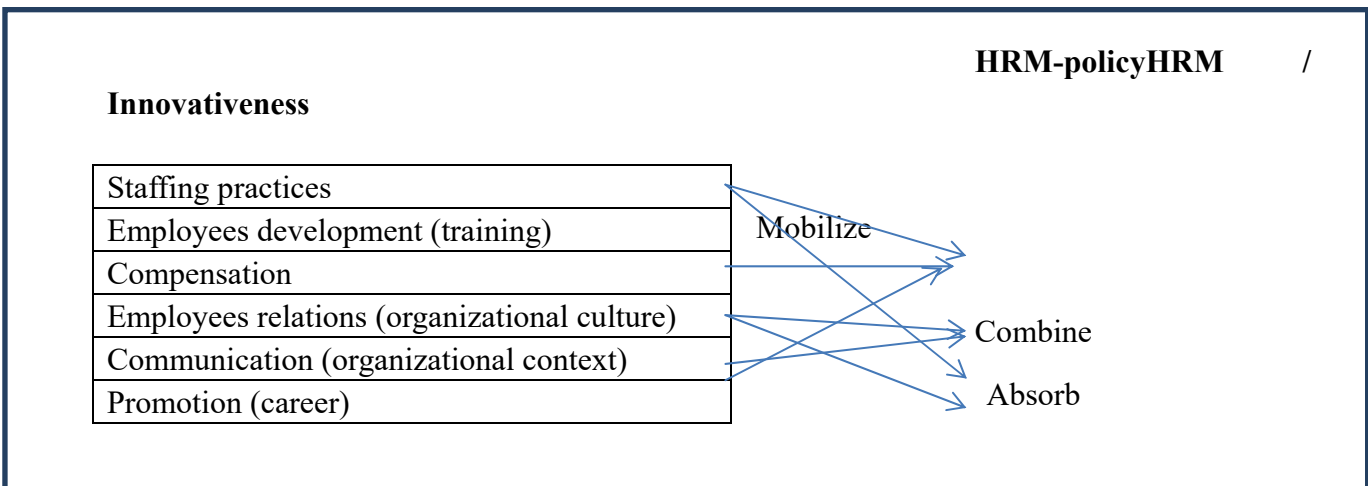 HRM-policyHRM /
Innovativeness
Staffing practices
Employees development (training)
Mobilize
Compensation
Employees relations (organizational culture)
Combine
Communication (organizational context)
Absorb
Promotion (career)